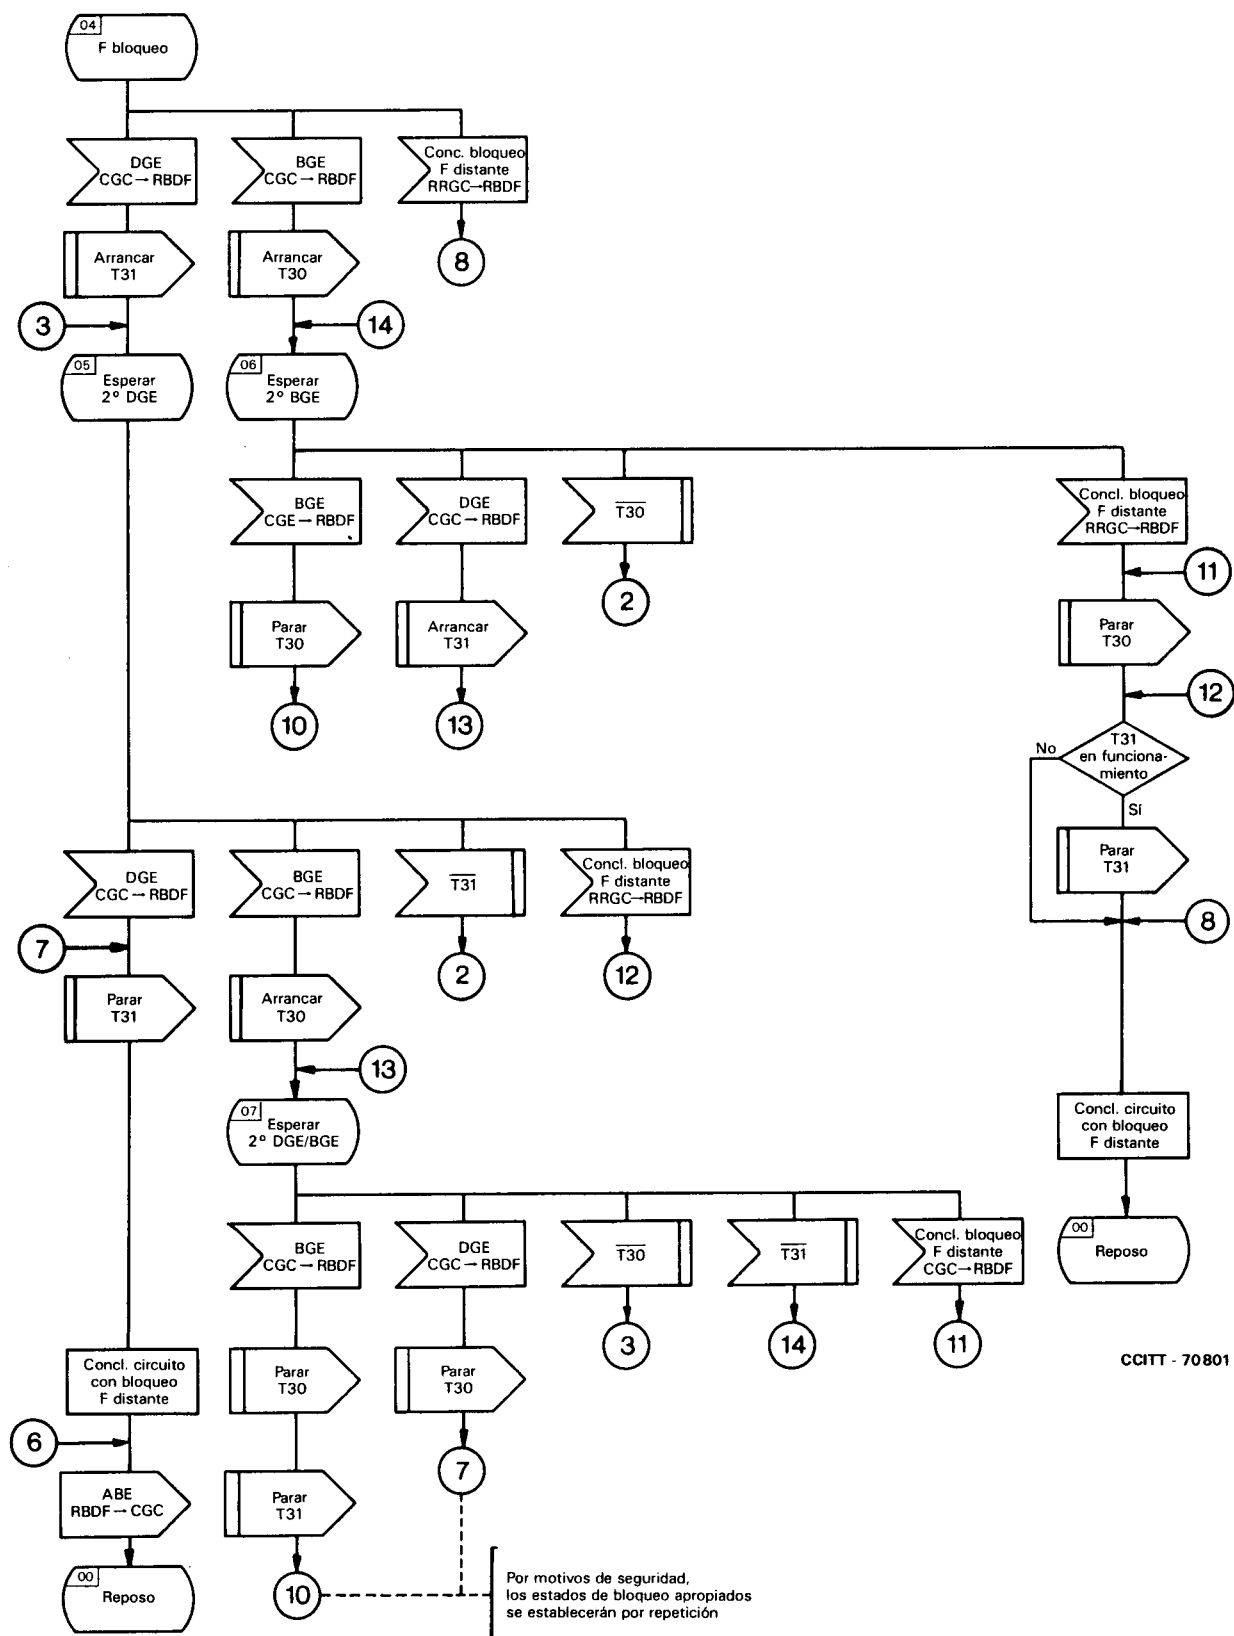 04
F bloqueo
DGE
CGC → RBDF
BGE
CGC → RBDF
Conc. bloqueo
F distante
RRGC→RBDF
Arrancar
T31
Arrancar
T30
8
3
14
05
Esperar
2º DGE
06
Esperar
2º BGE
BGE
CGE → RBDF
DGE
CGC → RBDF
T30
Concl. bloqueo
F distante
RRGC→RBDF
2
11
Parar
T30
Arrancar
T31
Parar
T30
10
13
12
T31
en funciona-
miento
No
Sí
DGE
CGC → RBDF
BGE
CGC → RBDF
T31
Concl. bloqueo
F distante
RRGC→RBDF
Parar
T31
7
2
12
8
Parar
T31
Arrancar
T30
13
07
Esperar
2º DGE/BGE
Concl. circuito
con bloqueo
F distante
BGE
CGC → RBDF
DGE
CGC → RBDF
T30
T31
Concl. bloqueo
F distante
CGC → RBDF
00
Reposo
3
14
11
CCITT - 70801
Concl. circuito
con bloqueo
F distante
Parar
T30
Parar
T30
6
7
ABE
RBDF → CGC
Parar
T31
00
Reposo
10
Por motivos de seguridad,
los estados de bloqueo apropiados
se establecerán por repetición